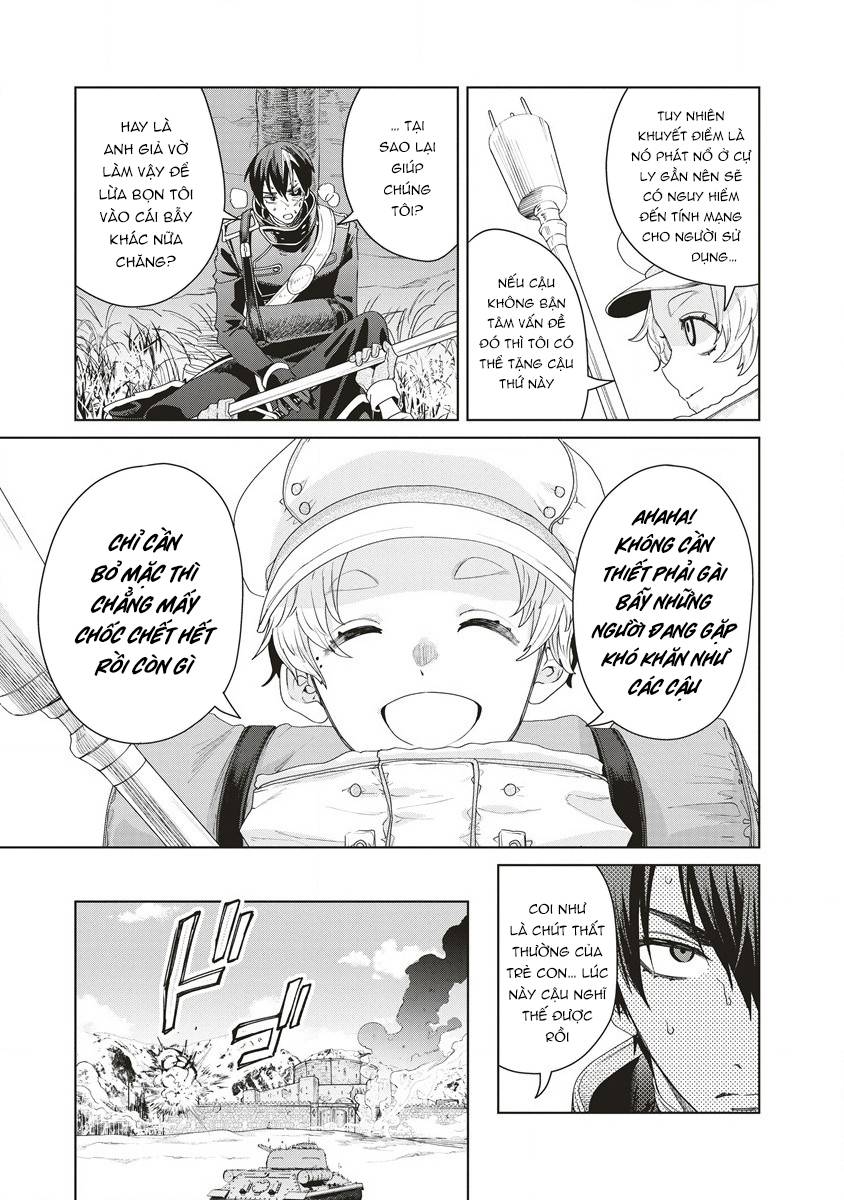 TUY NHIÊN
KHUYẾT ĐIỂM LÀ
NÓ PHÁT NỔ Ở CỰ
LY GẦN NÊN SẼ
CÓ NGUY HIỂM
ĐẾN TÍNH MẠNG
CHO NGƯỜI SỬ
DỤNG...
NẾU CẬU
KHÔNG BẬN
TÂM VẤN ĐỀ
ĐÓ THÌ TÔI CÓ
THỂ TẶNG CẬU
THỨ NÀY
... TẠI
SAO LẠI
GIÚP
CHÚNG
TÔI?
HAY LÀ
ANH GIẢ VỜ
LÀM VẬY ĐỂ
LỪA BỌN TÔI
VÀO CÁI BẪY
KHÁC NỮA
CHĂNG?
AHAHA!
KHÔNG CẦN
THIẾT PHẢI GÀI
BẪY NHỮNG
NGƯỜI ĐANG GẶP
KHÓ KHĂN NHƯ
CÁC CẬU
CHỈ CẦN
BỎ MẶC THÌ
CHẲNG MẤY
CHỐC CHẾT HẾT
RỒI CÒN GÌ
COI NHƯ
LÀ CHÚT THẤT
THƯỜNG CỦA
TRẺ CON... LÚC
NÀY CẬU NGHĨ
THẾ ĐƯỢC
RỒI
ドドド